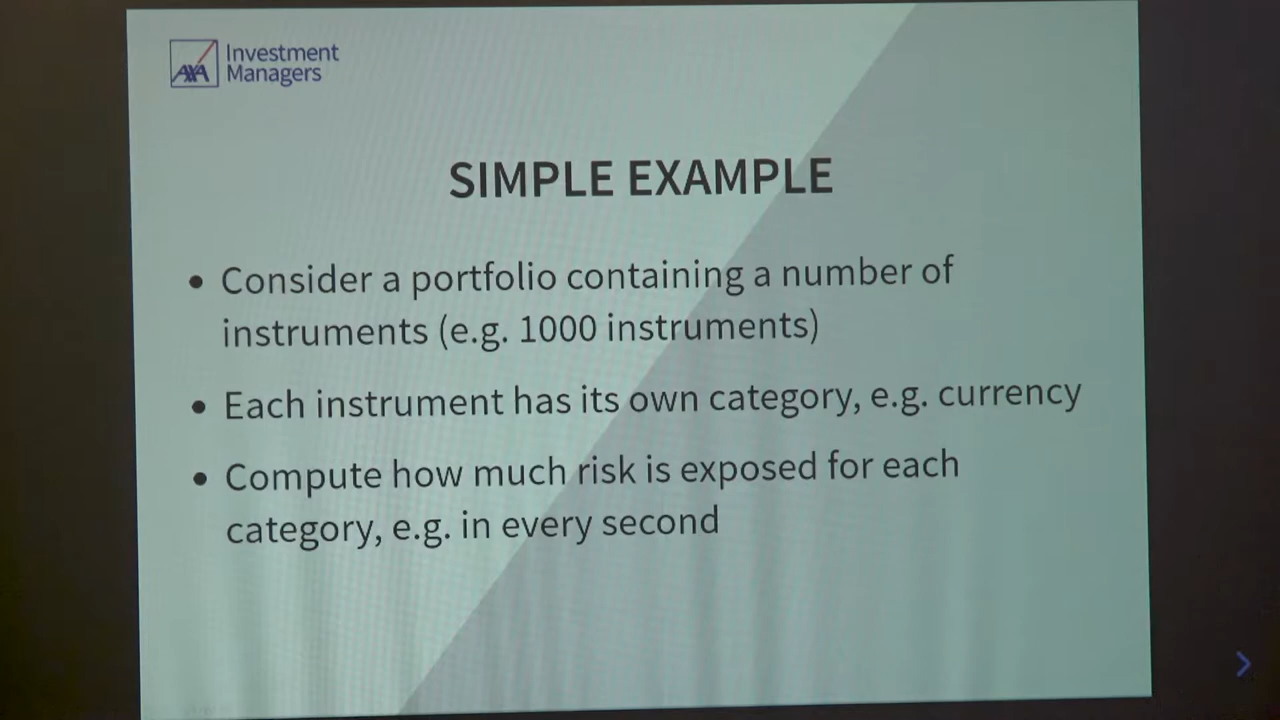 AXA Investment
Managers
SIMPLE EXAMPLE
• Consider a portfolio containing a number of
instruments (e.g. 1000 instruments)
• Each instrument has its own category, e.g. currency
• Compute how much risk is exposed for each
category, e.g. in every second